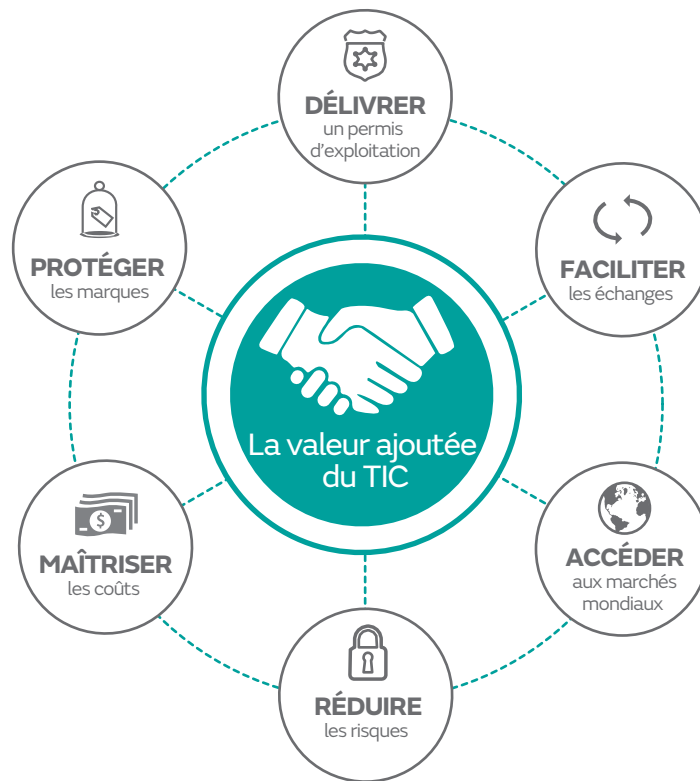 DÉLIVRER
un permis
d'exploitation
FACILITER
les échanges
ACCÉDER
aux marchés
mondiaux
RÉDUIRE
les risques
MAÎTRISER
les coûts
PROTÉGER
les marques
La valeur ajoutée
du TIC
$